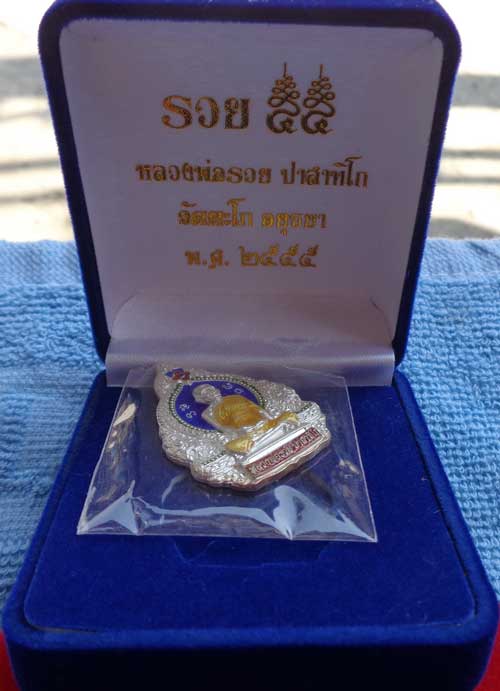 รวย ๕๕
หลวงพ่อรวย ปาสาทิโก
วัดตะโก อยุธยา
พ.ศ. ๒๕๕๕